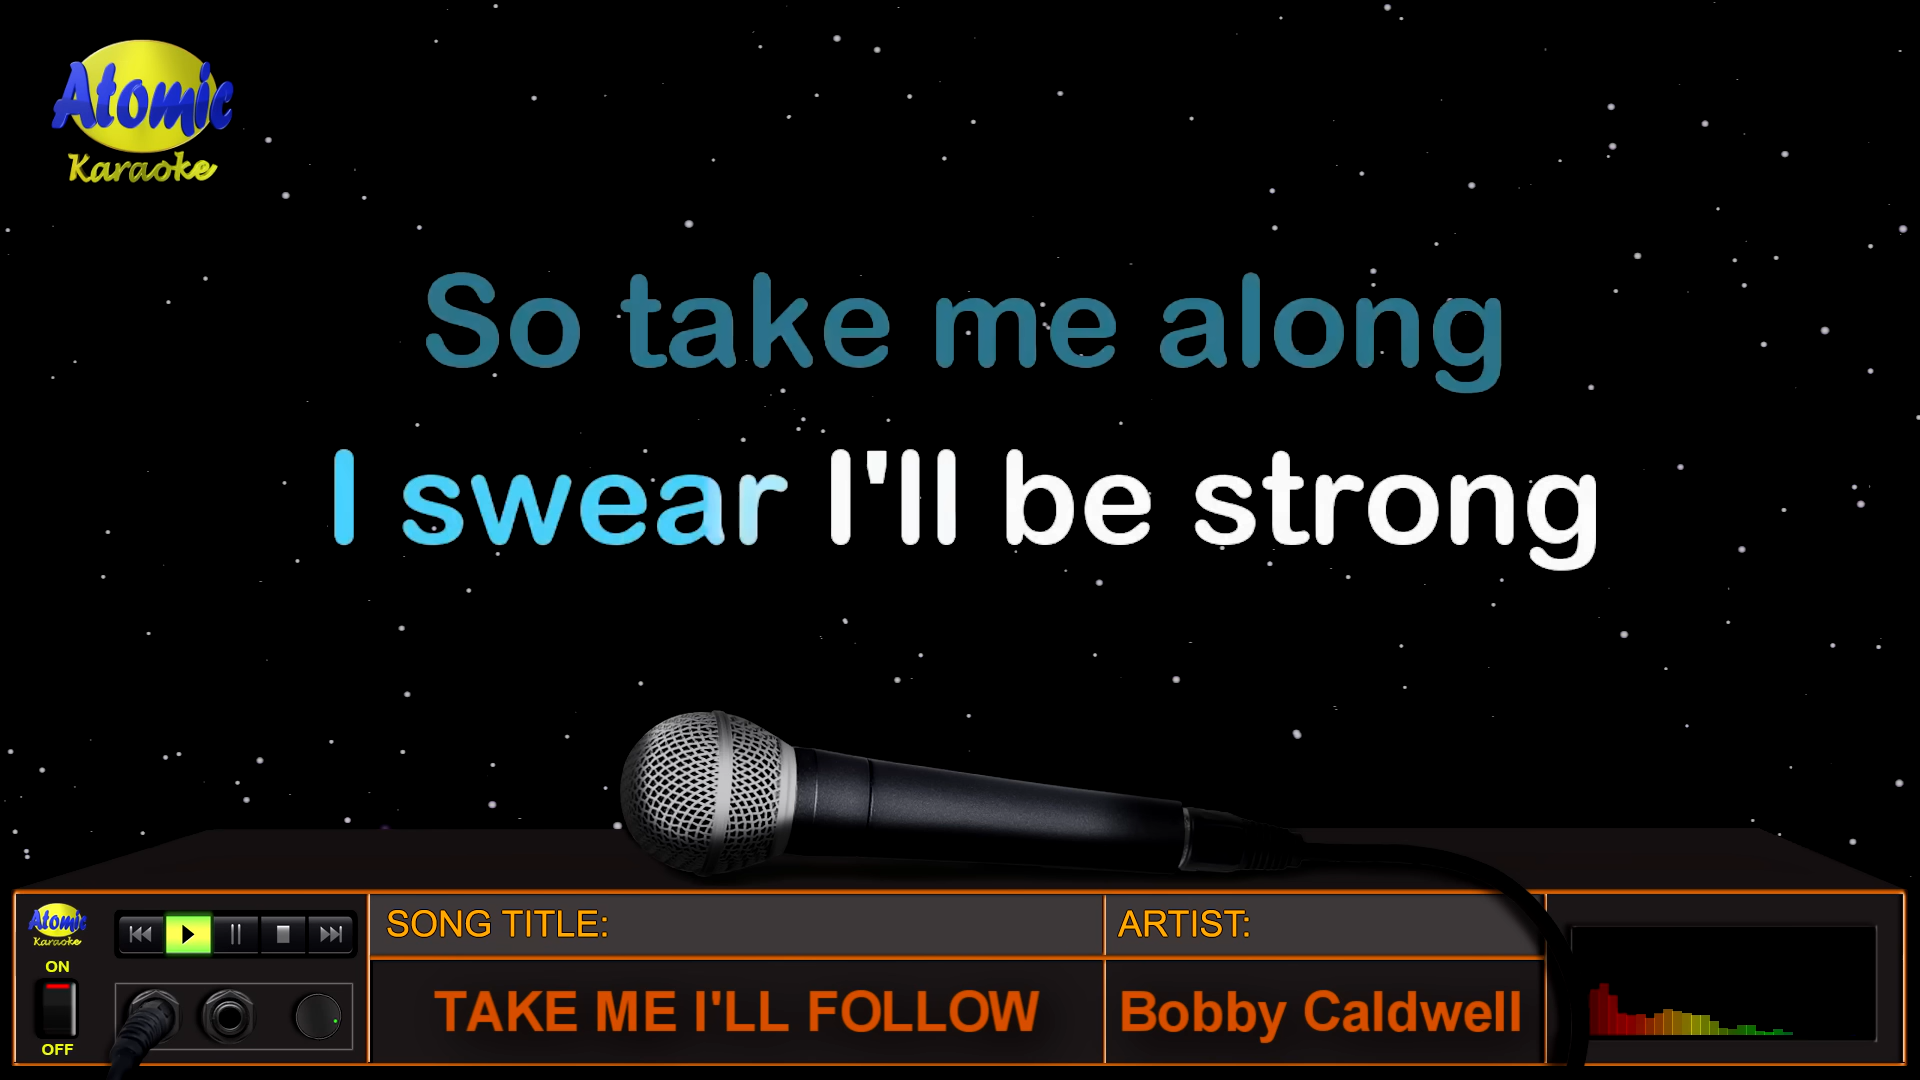 Atomic
Karaoke
So take me along
I swear I'll be strong
Atomic
Karaoke
ON
OFF
SONG TITLE:
TAKE ME I'LL FOLLOW
ARTIST:
Bobby Caldwell